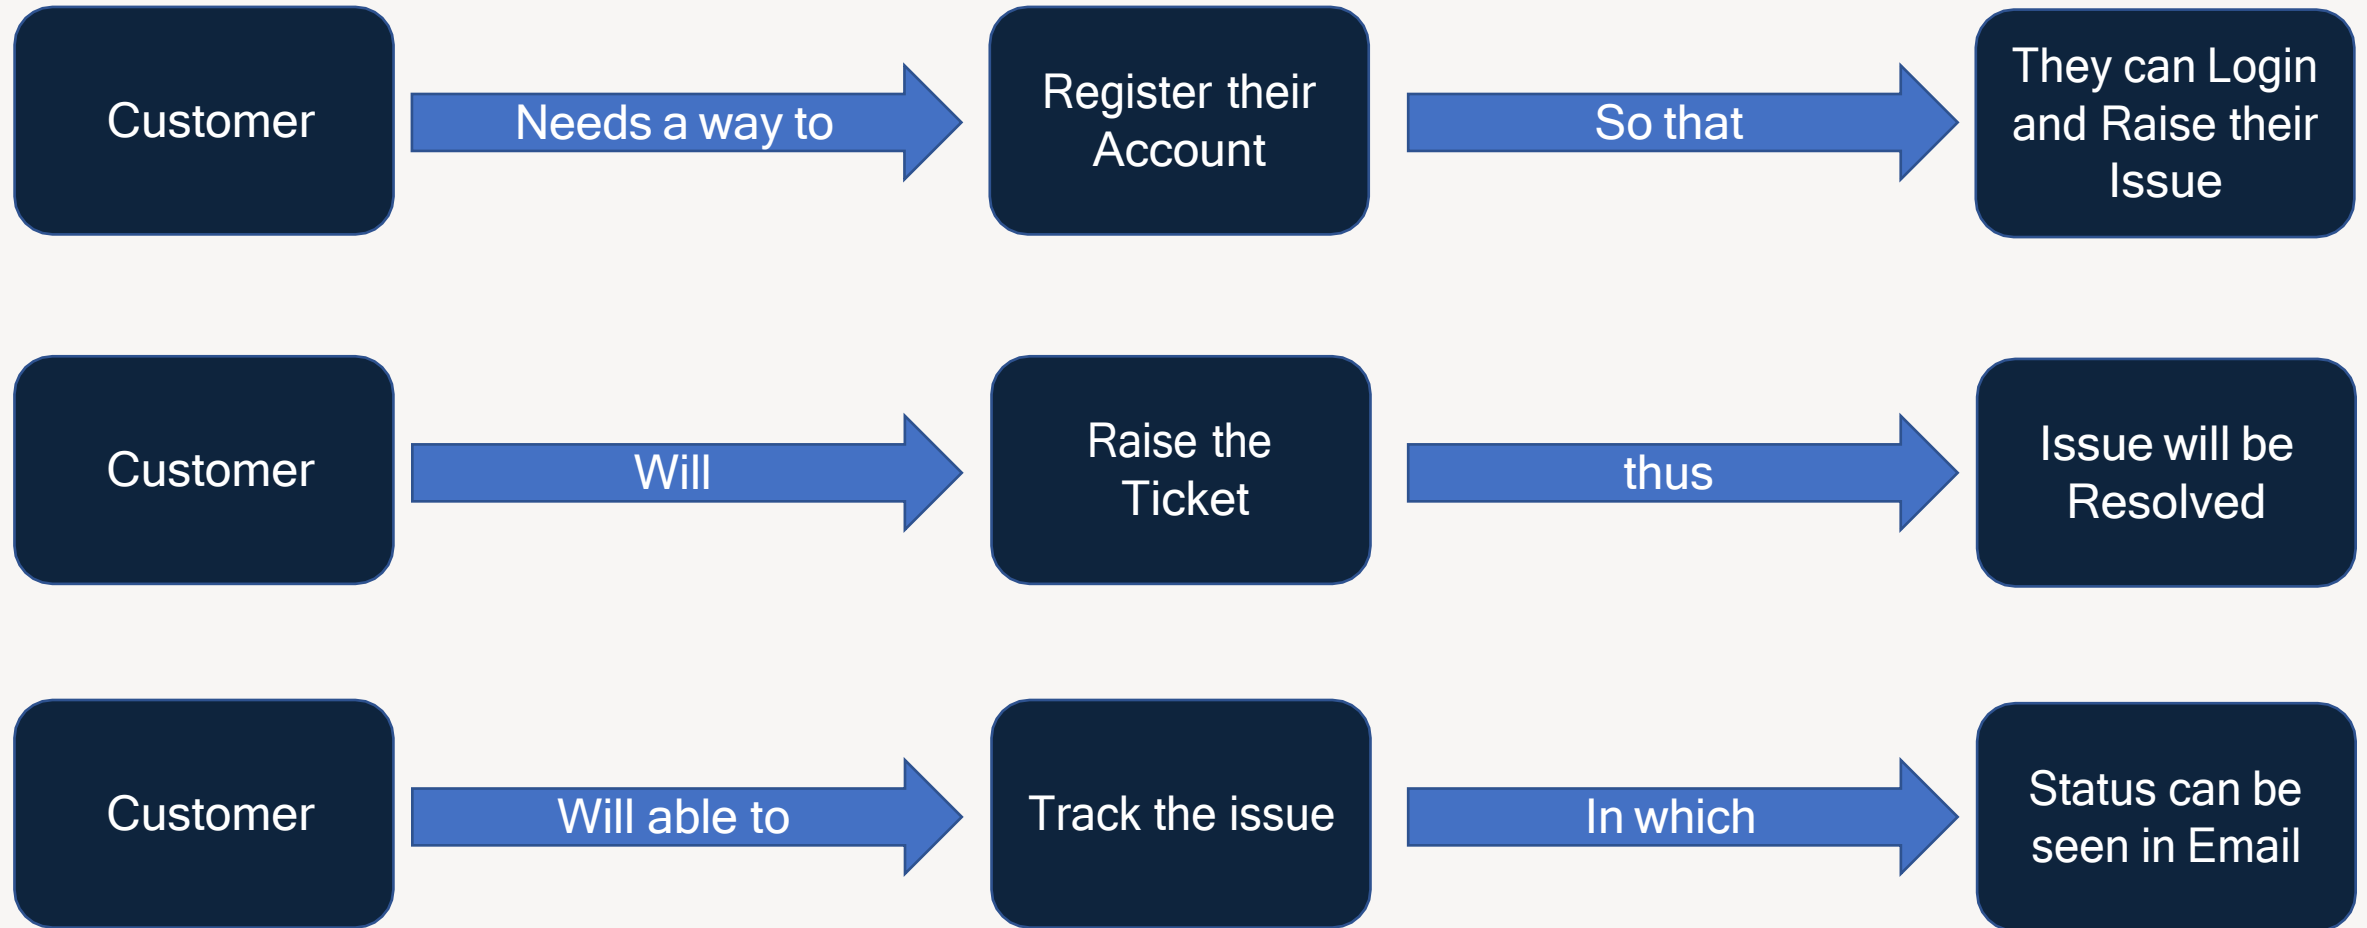 Customer
Needs a way to
Register their
Account
So that
They can Login
and Raise their
Issue
Customer
Will
Raise the
Ticket
thus
Issue will be
Resolved
Customer
Will able to
Track the issue
In which
Status can be
seen in Email